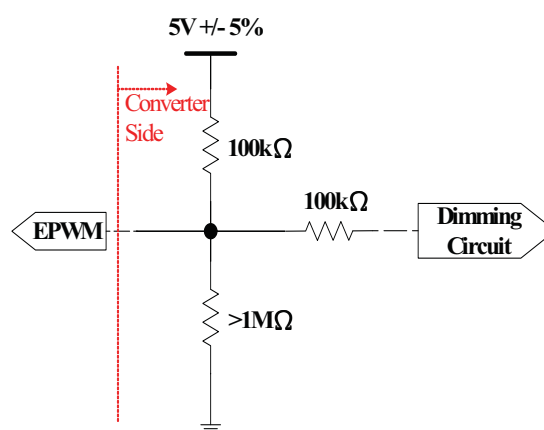 5V +/- 5%
Converter
Side
100kΩ
100kΩ
EPWM
Dimming
Circuit
>1MΩ